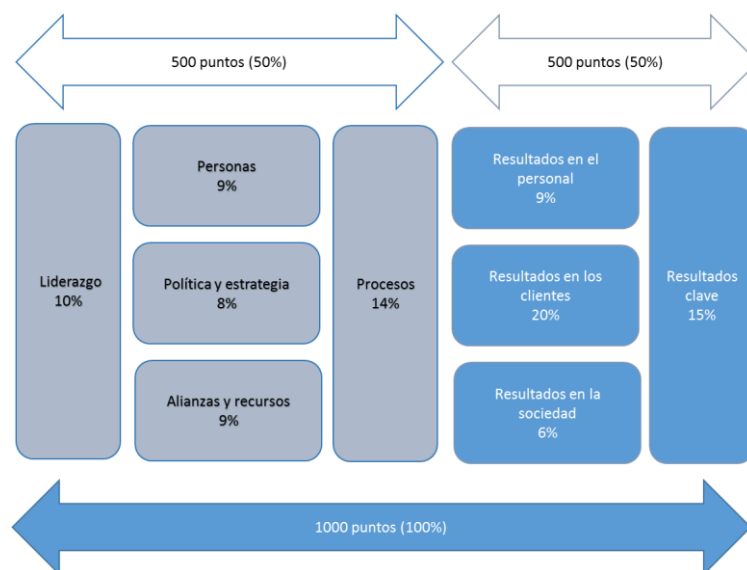 500 puntos (50%)
500 puntos (50%)
Liderazgo
10%
Personas
9%
Política y estrategia
8%
Alianzas y recursos
9%
Procesos
14%
Resultados en el
personal
9%
Resultados en los
clientes
20%
Resultados en la
sociedad
6%
Resultados
clave
15%
1000 puntos (100%)